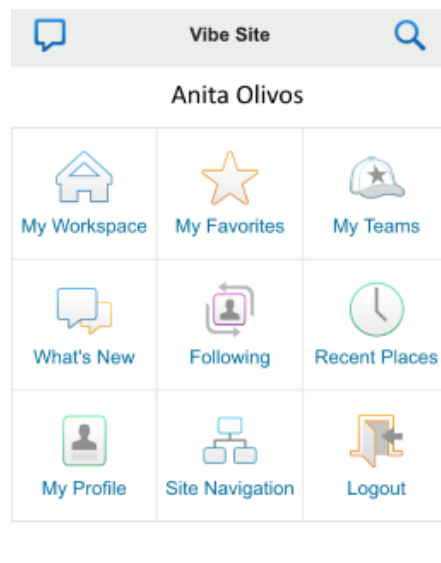 Vibe Site
Anita Olivos
My Workspace My Favorites My Teams
What's New Following Recent Places
My Profile Site Navigation Logout